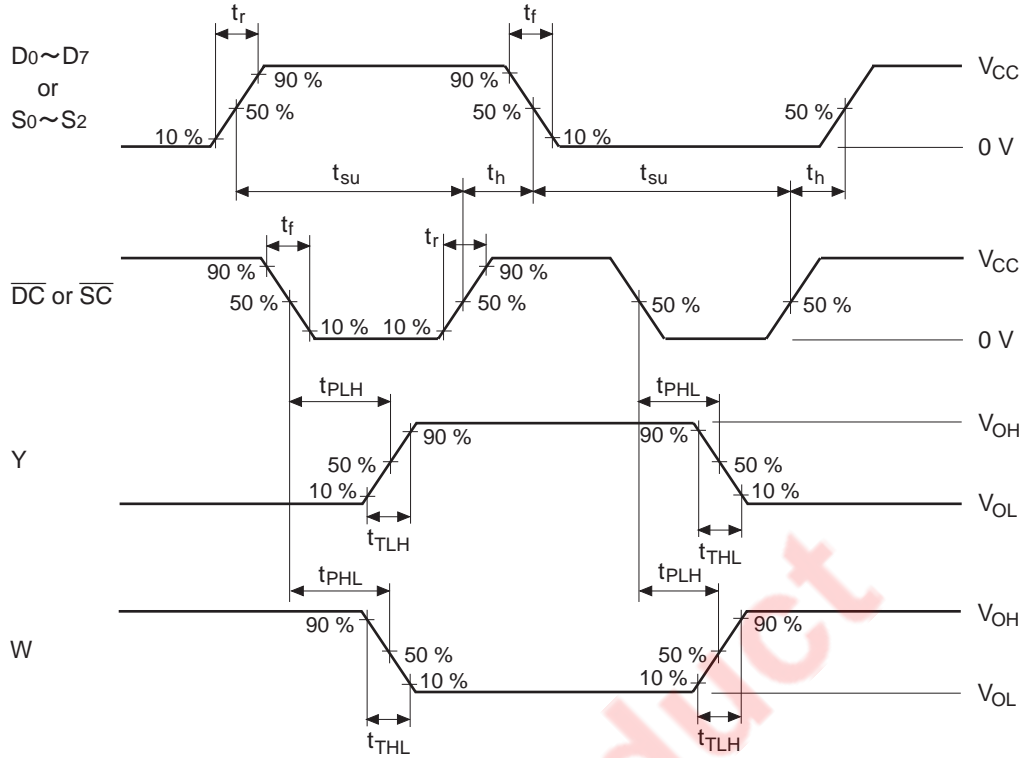 tr
tf
D0～D7
or
S0～S2
90 %
90 %
VCC
50 %
50 %
50 %
10 %
10 %
0 V
tsu
th
tsu
th
tf
tr
DC or SC
90 %
90 %
VCC
50 %
50 %
50 %
50 %
10 %
10 %
0 V
tPLH
tPHL
Y
90 %
90 %
VOH
50 %
50 %
10 %
10 %
VOL
tTLH
tTHL
tPHL
tPLH
W
90 %
90 %
VOH
50 %
50 %
10 %
10 %
VOL
tTHL
tTLH